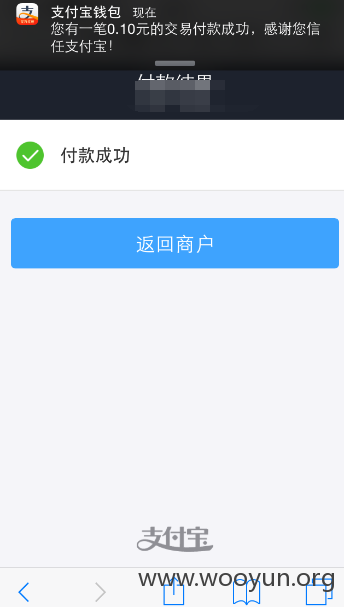 支付宝钱包 现在
您有一笔0.10元的交易付款成功，感谢您信
任支付宝！
付款结果
付款成功
返回商户
支付宝
www.wooyun.org